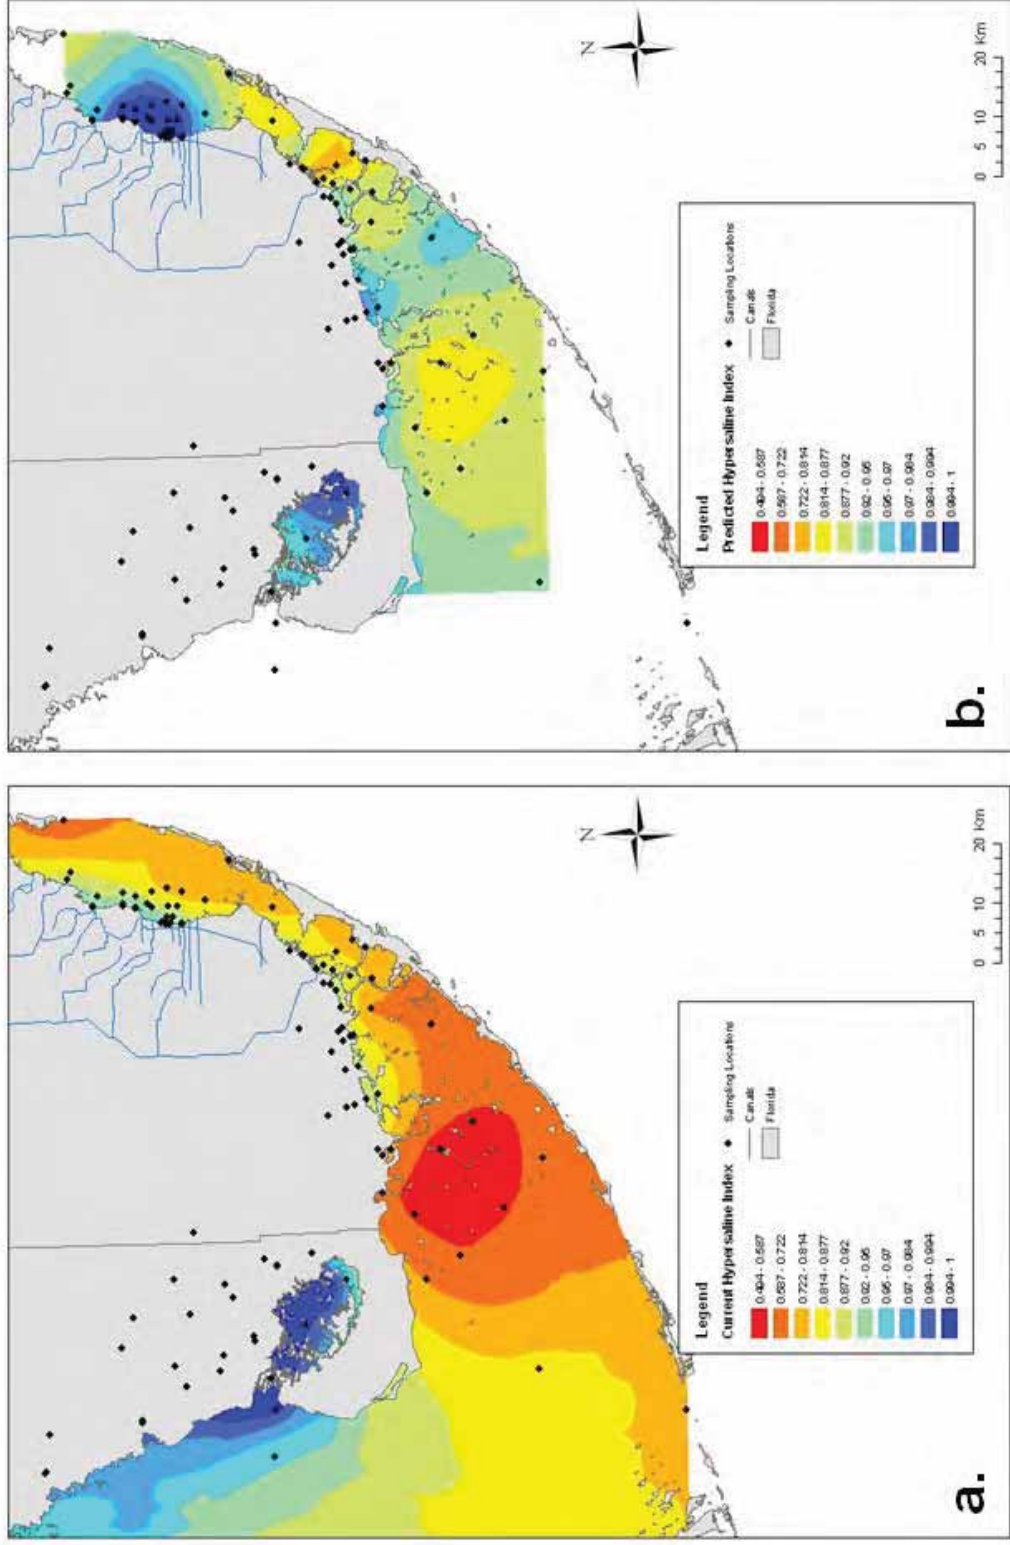 N
0 5 10 20 Km
Legend
Current Hypersaline Index
0.494 - 0.587
0.587 - 0.722
0.722 - 0.814
0.814 - 0.877
0.877 - 0.92
0.92 - 0.95
0.95 - 0.97
0.97 - 0.984
0.984 - 0.994
0.994 - 1
Sampling Locations
Canals
Florida
a.
N
0 5 10 20 Km
Legend
Predicted Hypersaline Index
0.494 - 0.587
0.587 - 0.722
0.722 - 0.814
0.814 - 0.877
0.877 - 0.92
0.92 - 0.95
0.95 - 0.97
0.97 - 0.984
0.984 - 0.994
0.994 - 1
Sampling Locations
Canals
Florida
b.